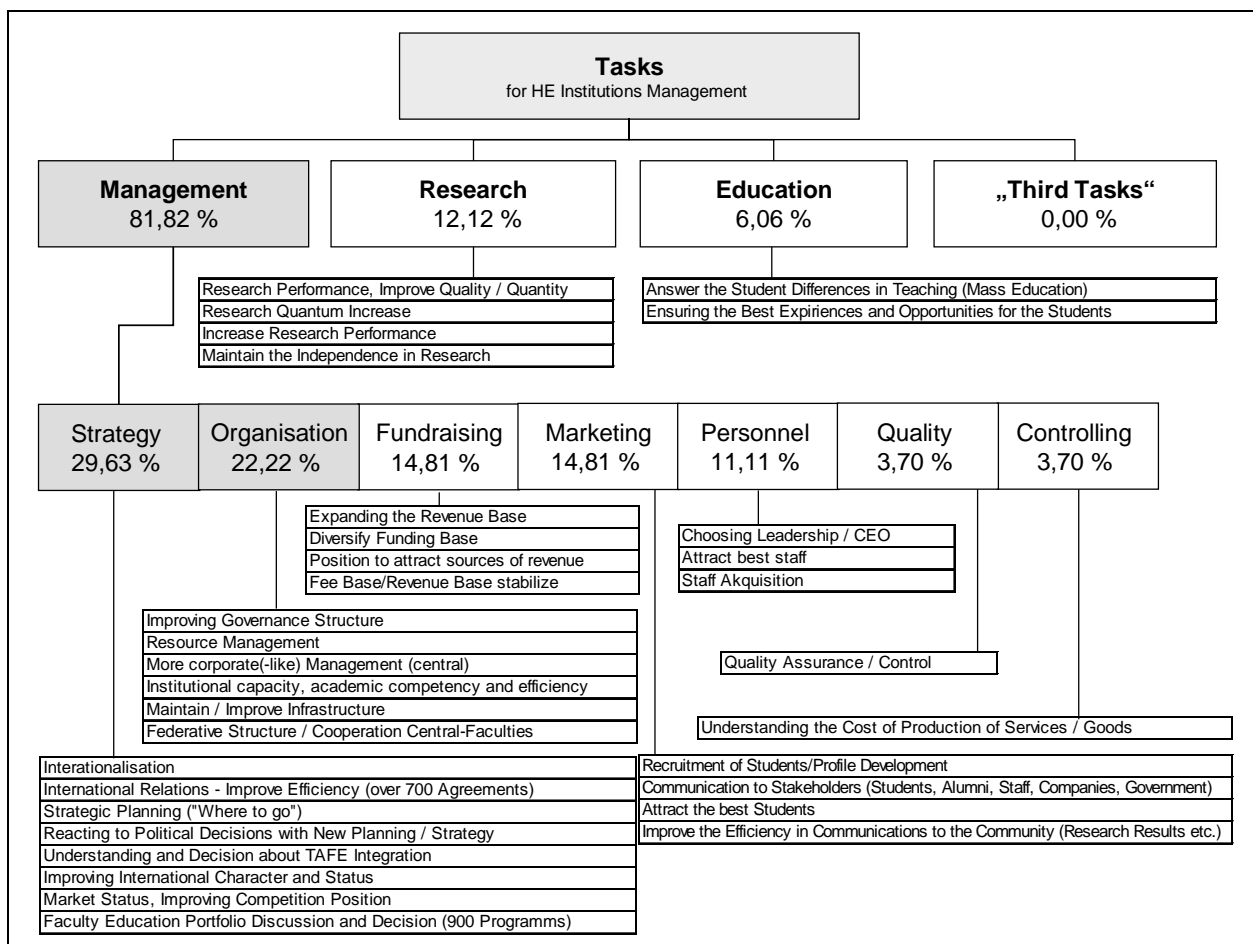 Tasks
for HE Institutions Management
Management
81,82 %
Research
12,12 %
Education
6,06 %
„Third Tasks“
0,00 %
Research Performance, Improve Quality / Quantity
Research Quantum Increase
Increase Research Performance
Maintain the Independence in Research
Answer the Student Differences in Teaching (Mass Education)
Ensuring the Best Expiriences and Opportunities for the Students
Strategy
29,63 %
Organisation
22,22 %
Fundraising
14,81 %
Marketing
14,81 %
Personnel
11,11 %
Quality
3,70 %
Controlling
3,70 %
Expanding the Revenue Base
Diversify Funding Base
Position to attract sources of revenue
Fee Base/Revenue Base stabilize
Choosing Leadership / CEO
Attract best staff
Staff Akquisition
Improving Governance Structure
Resource Management
More corporate(-like) Management (central)
Institutional capacity, academic competency and efficiency
Maintain / Improve Infrastructure
Federative Structure / Cooperation Central-Faculties
Quality Assurance / Control
Understanding the Cost of Production of Services / Goods
Interationalisation
International Relations - Improve Efficiency (over 700 Agreements)
Strategic Planning ("Where to go")
Reacting to Political Decisions with New Planning / Strategy
Understanding and Decision about TAFE Integration
Improving International Character and Status
Market Status, Improving Competition Position
Faculty Education Portfolio Discussion and Decision (900 Programms)
Recruitment of Students/Profile Development
Communication to Stakeholders (Students, Alumni, Staff, Companies, Government)
Attract the best Students
Improve the Efficiency in Communications to the Community (Research Results etc.)